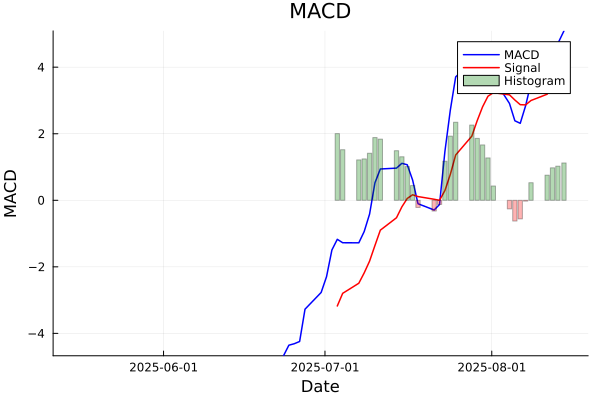 MACD
MACD
Signal
Histogram
MACD
4
2
0
−2
−4
2025-06-01
2025-07-01
2025-08-01
Date